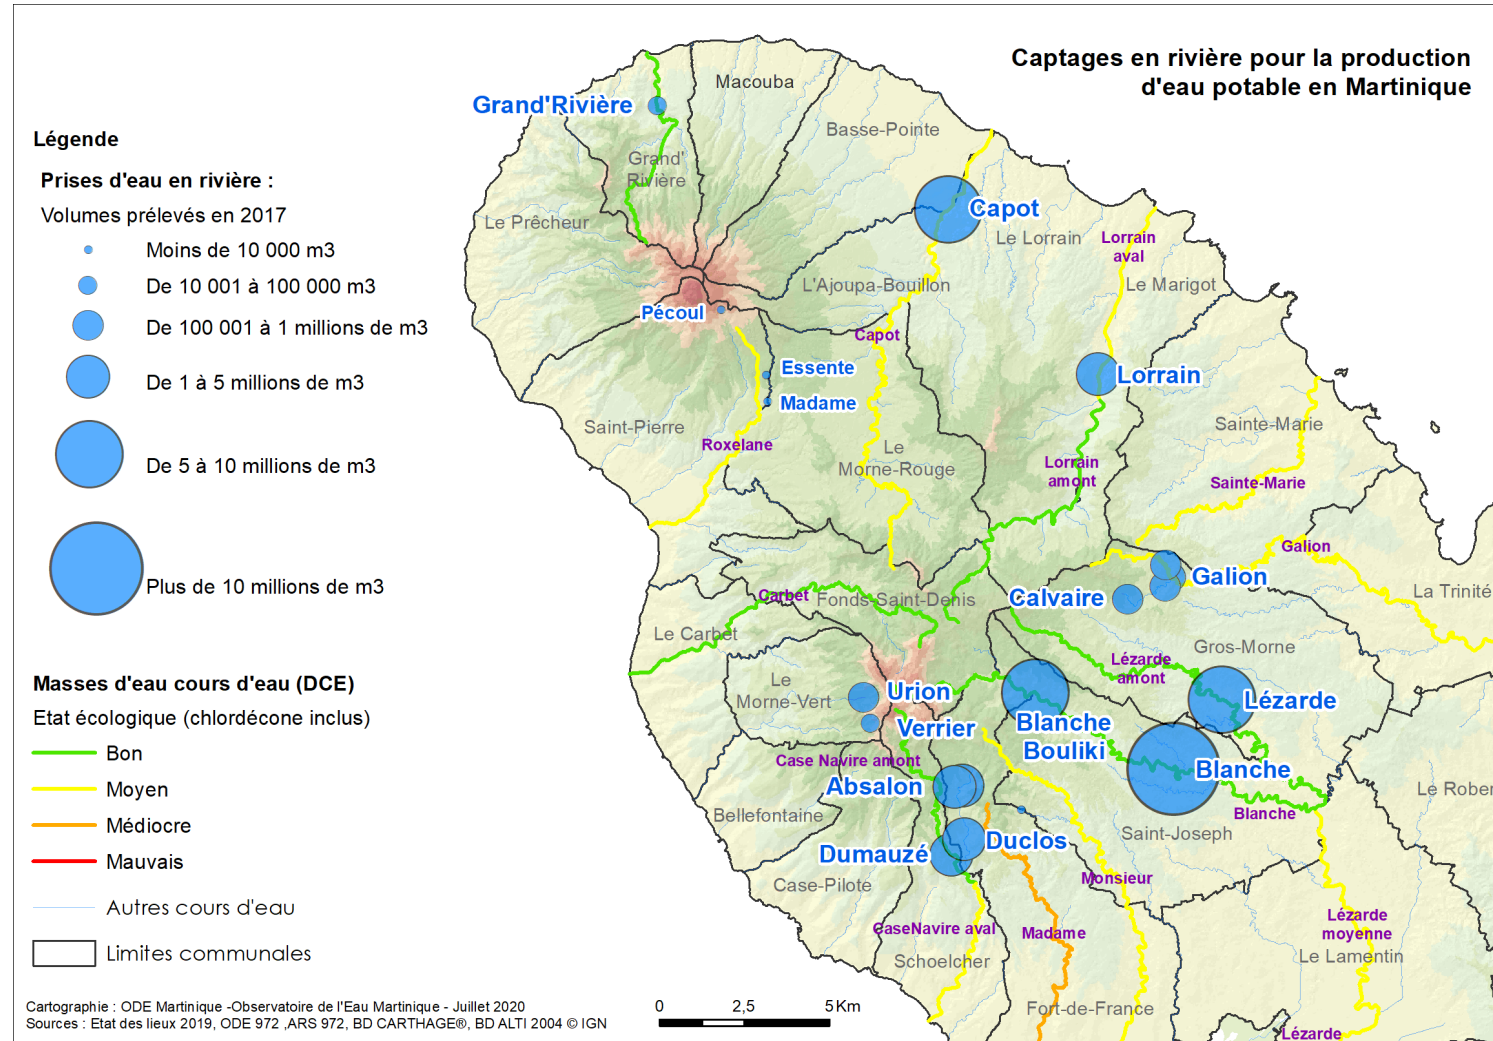 Captages en rivière pour la production
d'eau potable en Martinique
Légende
Prises d'eau en rivière :
Volumes prélevés en 2017
Moins de 10 000 m3
De 10 001 à 100 000 m3
De 100 001 à 1 millions de m3
De 1 à 5 millions de m3
De 5 à 10 millions de m3
Plus de 10 millions de m3
Masses d'eau cours d'eau (DCE)
Etat écologique (chlordécone inclus)
Bon
Moyen
Médiocre
Mauvais
Autres cours d'eau
Limites communales
Cartographie : ODE Martinique -Observatoire de l'Eau Martinique - Juillet 2020
Sources : Etat des lieux 2019, ODE 972 ,ARS 972, BD CARTHAGE®, BD ALTI 2004 © IGN
0 2,5 5 Km
Macouba
Grand'Rivière
Basse-Pointe
Grand'
Rivière
Le Prêcheur
Capot
Le Lorrain
Lorrain
aval
L'Ajoupa-Bouillon
Le Marigot
Pécoul
Capot
Essente
Lorrain
Madame
Saint-Pierre
Sainte-Marie
Roxelane
Le
Morne-Rouge
Lorrain
amont
Sainte-Marie
Galion
Galion
La Trinité
Calvaire
Carbet
Fonds-Saint-Denis
Le Carbet
Gros-Morne
Lézarde
amont
Le
Morne-Vert
Urion
Lézarde
Verrier
Blanche
Bouliki
Case Navire amont
Blanche
Absalon
Le Rober
Bellefontaine
Blanche
Saint-Joseph
Duclos
Dumauzé
Case-Pilote
Monsieur
CaseNavire aval
Madame
Lézarde
moyenne
Schoelcher
Le Lamentin
Fort-de-France
Lézarde